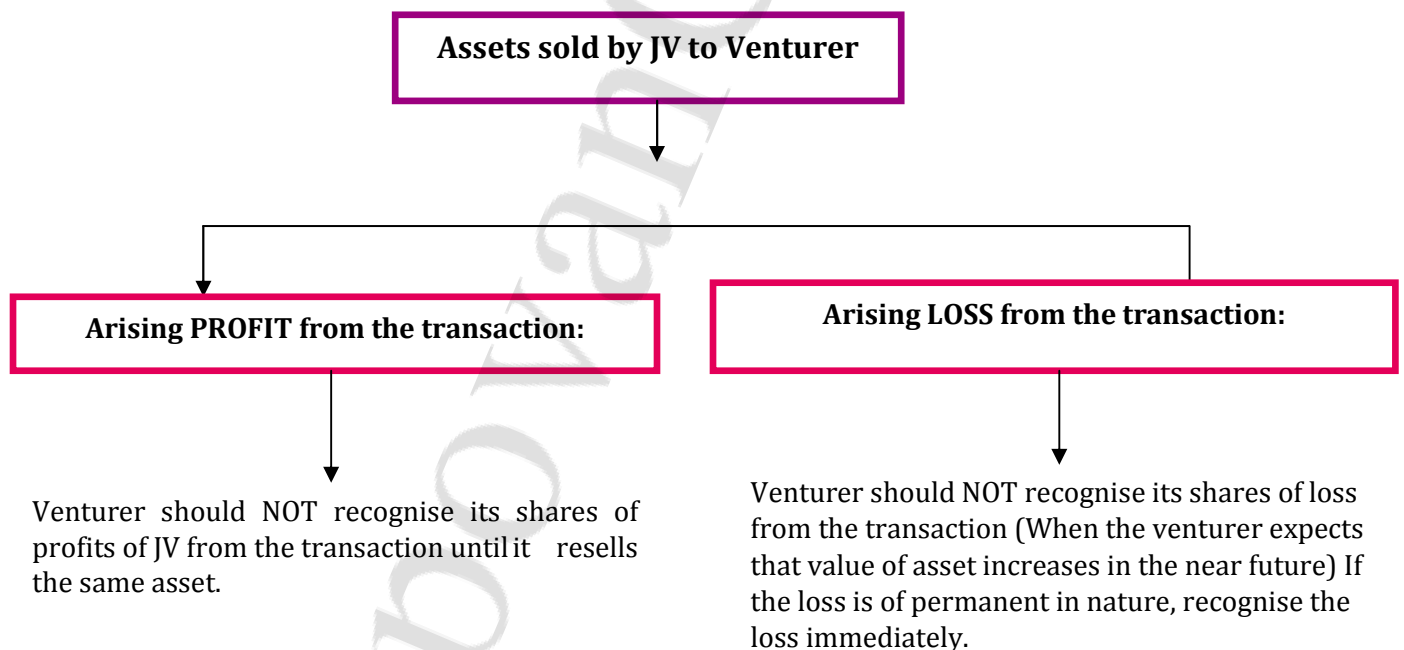 Assets sold by JV to Venturer
Arising PROFIT from the transaction:
Arising LOSS from the transaction:
Venturer should NOT recognise its shares of
profits of JV from the transaction until it resells
the same asset.
Venturer should NOT recognise its shares of loss
from the transaction (When the venturer expects
that value of asset increases in the near future) If
the loss is of permanent in nature, recognise the
loss immediately.